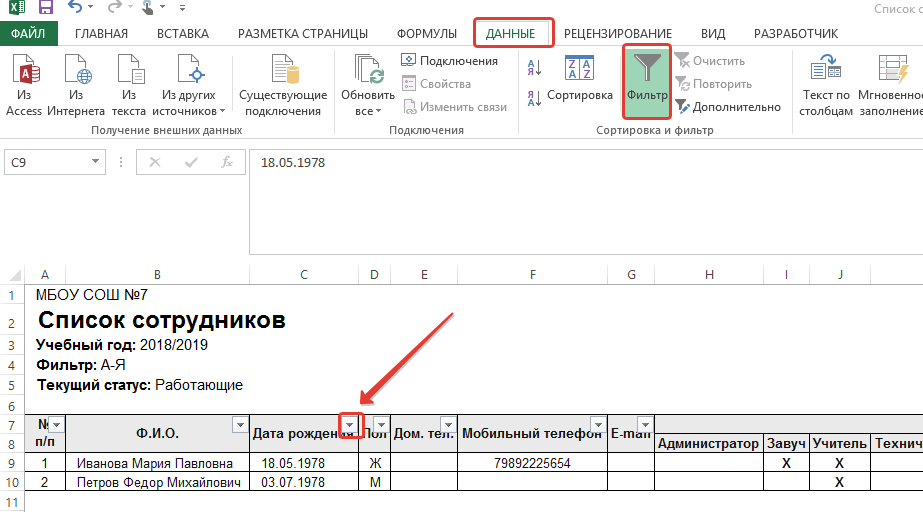 Список с
ФАЙЛ ГЛАВНАЯ ВСТАВКА РАЗМЕТКА СТРАНИЦЫ ФОРМУЛЫ ДАННЫЕ РЕЦЕНЗИРОВАНИЕ ВИД РАЗРАБОТЧИК
Из Access
Из Интернета
Из текста
Из других источников
Существующие подключения
Получение внешних данных
Обновить все
Подключения
Свойства
Изменить связи
Подключения
Сортировка
Фильтр
Очистить
Повторить
Дополнительно
Сортировка и фильтр
Текст по столбцам
Мгновенное заполнение
C9 fx 18.05.1978
A B C D E F G H I J
1 МБОУ СОШ №7
2 Список сотрудников
3 Учебный год: 2018/2019
4 Фильтр: А-Я
5 Текущий статус: Работающие
6
7 № п/п Ф.И.О. Дата рождения Пол Дом. тел. Мобильный телефон E-mail
8 Администратор Завуч Учитель Технич
9 1 Иванова Мария Павловна 18.05.1978 Ж 79892225654 X X
10 2 Петров Федор Михайлович 03.07.1978 М X
11